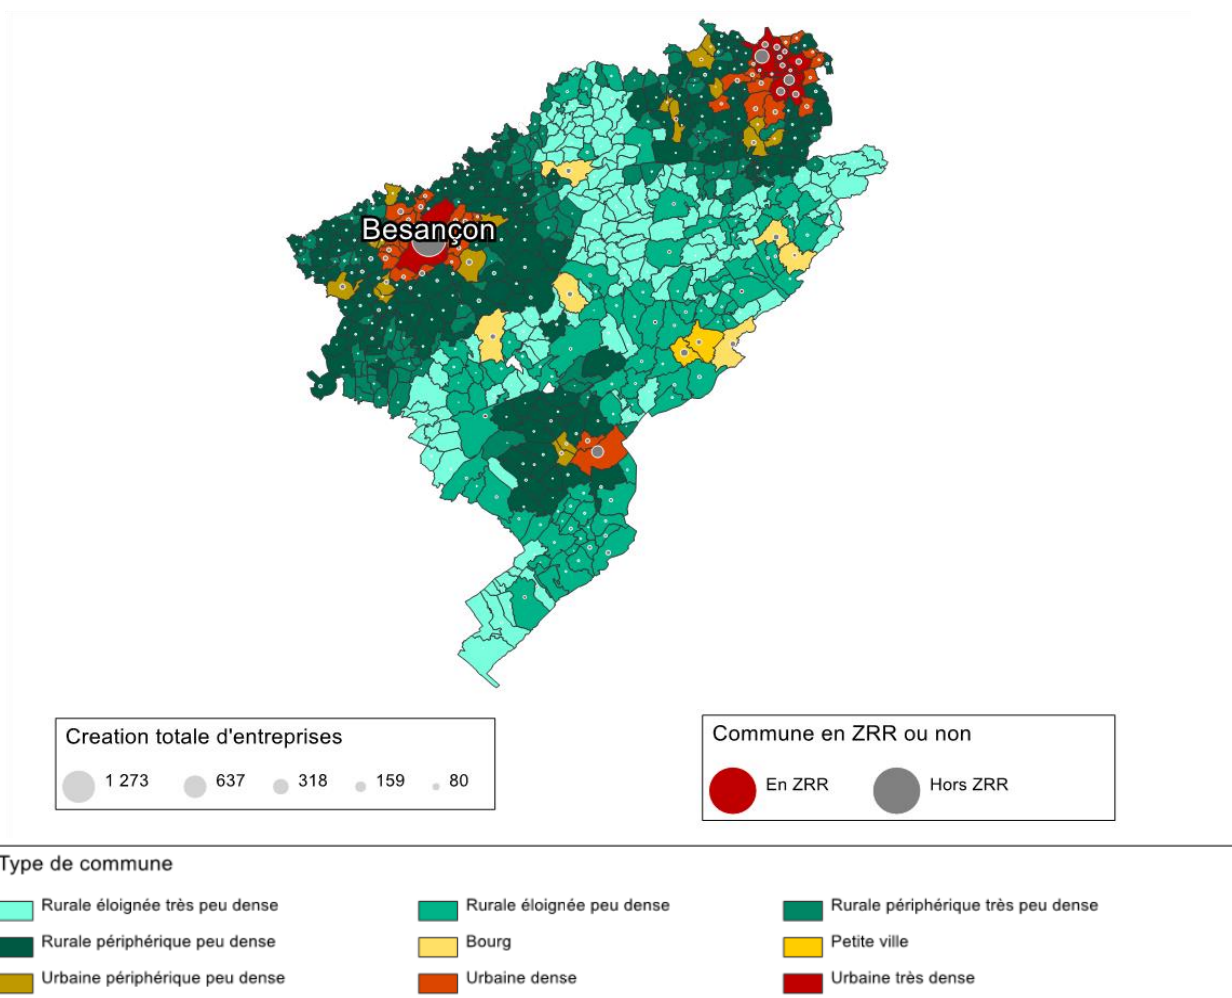 Besançon
Creation totale d'entreprises
1 273 637 318 159 80
Commune en ZRR ou non
En ZRR Hors ZRR
Type de commune
Rurale éloignée très peu dense Rurale éloignée peu dense Rurale périphérique très peu dense
Rurale périphérique peu dense Bourg Petite ville
Urbaine périphérique peu dense Urbaine dense Urbaine très dense